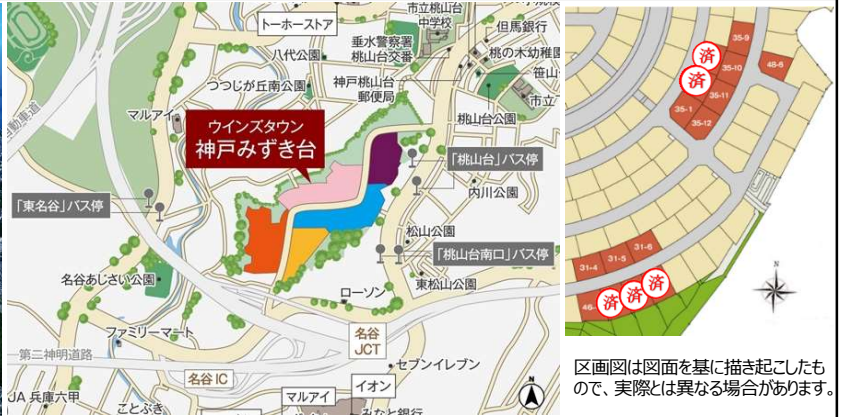 トーホーストア
市立桃山台
中学校
但馬銀行
八代公園
垂水警察署
桃山台交番
桃の木幼稚園
神戸桃山台
郵便局
笹山
つつじが丘南公園
市立
マルアイ
桃山台公園
自動車道
ウインズタウン
神戸みずき台
「桃山台」バス停
内川公園
「東名谷」バス停
松山公園
「桃山台南口」バス停
名谷あじさい公園
東松山公園
ローソン
ファミリーマート
名谷
JCT
第二神明道路
セブンイレブン
名谷IC
イオン
マルアイ
JA 兵庫六甲
ことぶき
みなと銀行
35-9
済
35-10
48-6
済
35-11
35-1
35-12
31-6
31-5
31-4
済
済
済
46-
N
区画図は図面を基に描き起こしたも
ので、実際とは異なる場合があります。